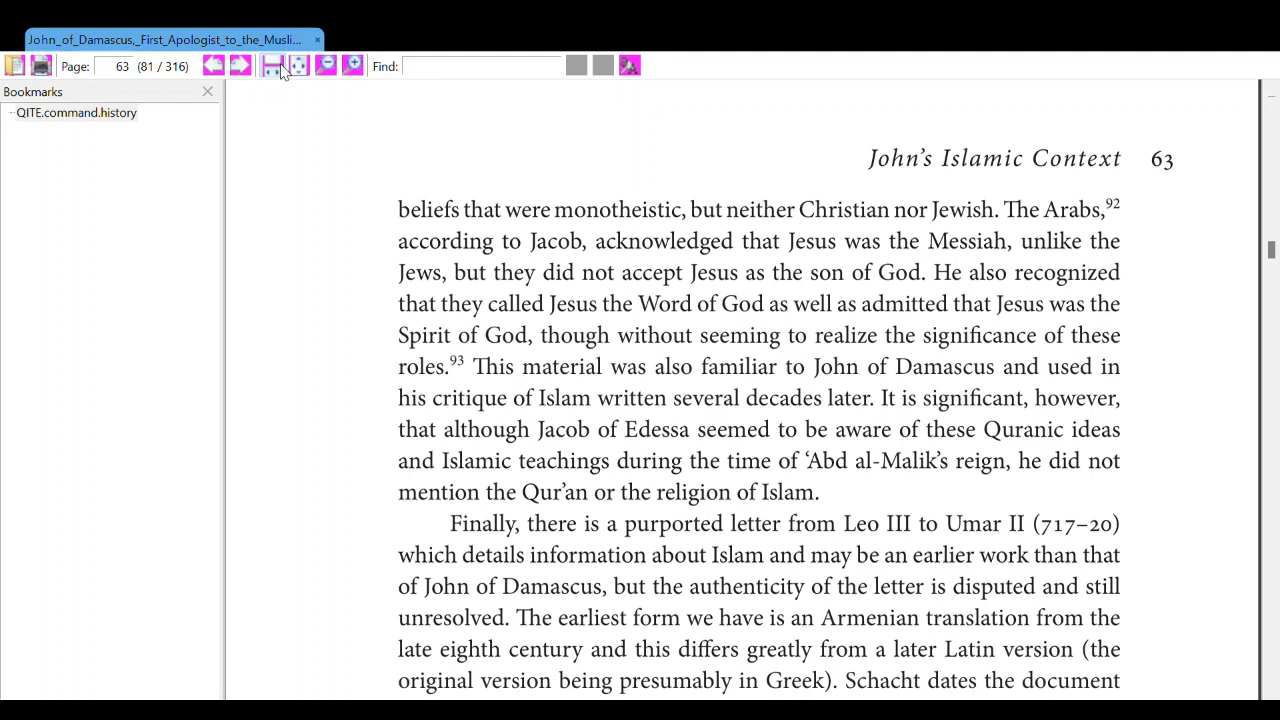 John_of_Damascus,_First_Apologist_to_the_Musli...
Page: 63 (81 / 316) Find:
Bookmarks
QITE.command.history
John's Islamic Context 63
beliefs that were monotheistic, but neither Christian nor Jewish. The Arabs,92
according to Jacob, acknowledged that Jesus was the Messiah, unlike the
Jews, but they did not accept Jesus as the son of God. He also recognized
that they called Jesus the Word of God as well as admitted that Jesus was the
Spirit of God, though without seeming to realize the significance of these
roles.93 This material was also familiar to John of Damascus and used in
his critique of Islam written several decades later. It is significant, however,
that although Jacob of Edessa seemed to be aware of these Quranic ideas
and Islamic teachings during the time of ‘Abd al-Malik’s reign, he did not
mention the Qur’an or the religion of Islam.
Finally, there is a purported letter from Leo III to Umar II (717–20)
which details information about Islam and may be an earlier work than that
of John of Damascus, but the authenticity of the letter is disputed and still
unresolved. The earliest form we have is an Armenian translation from the
late eighth century and this differs greatly from a later Latin version (the
original version being presumably in Greek). Schacht dates the document